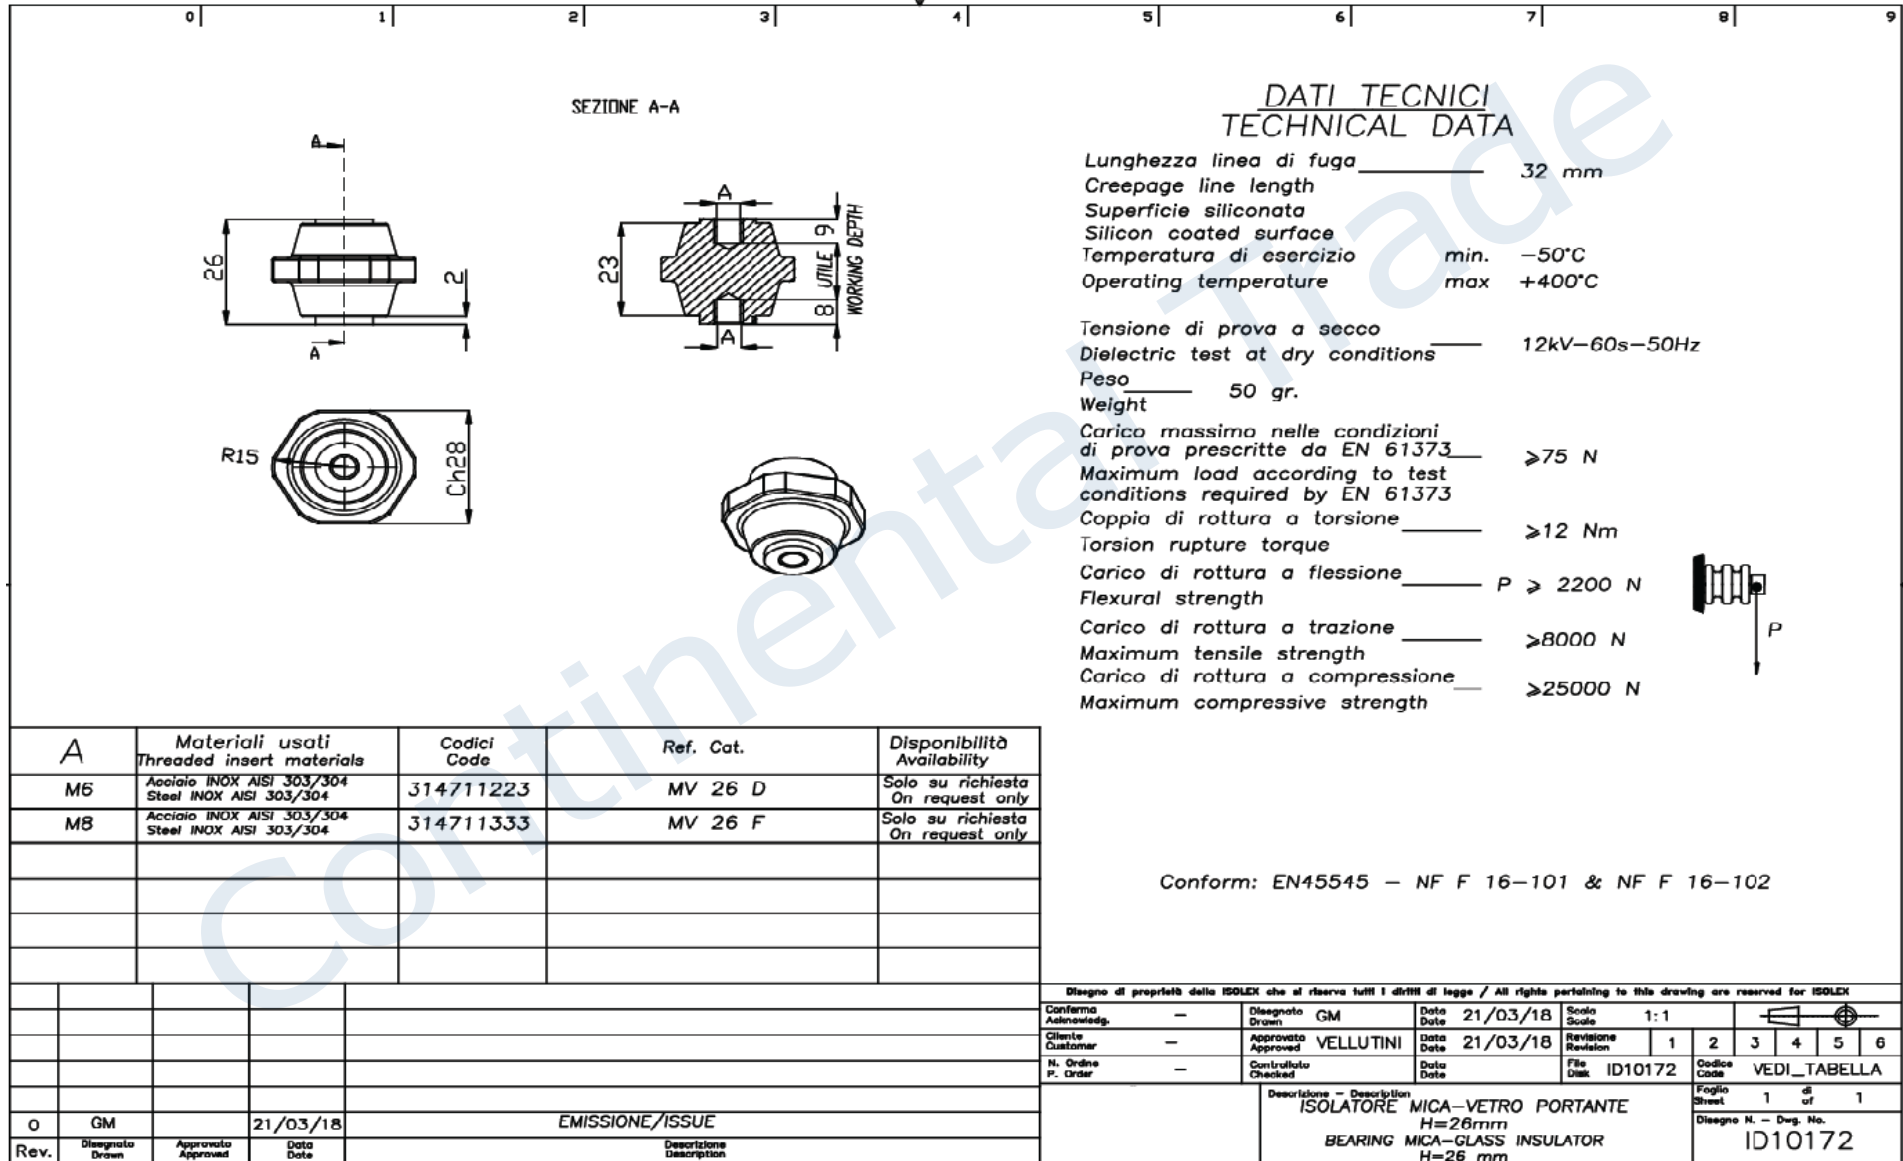 0 1 2 3 4 5 6 7 8 9
SEZIONE A-A
A
26
2
A
A
23
9
UTILE
WORKING DEPTH
8
A
R15
Ch28
DATI TECNICI
TECHNICAL DATA
Lunghezza linea di fuga 32 mm
Creepage line length
Superficie siliconata
Silicon coated surface
Temperatura di esercizio min. -50°C
Operating temperature max +400°C
Tensione di prova a secco
Dielectric test at dry conditions 12kV-60s-50Hz
Peso 50 gr.
Weight
Carico massimo nelle condizioni
di prova prescritte da EN 61373 ⩾75 N
Maximum load according to test
conditions required by EN 61373
Coppia di rottura a torsione ⩾12 Nm
Torsion rupture torque
Carico di rottura a flessione P ⩾ 2200 N
Flexural strength
Carico di rottura a trazione ⩾8000 N
Maximum tensile strength
Carico di rottura a compressione ⩾25000 N
Maximum compressive strength
P
Conform: EN45545 - NF F 16-101 & NF F 16-102
A Materiali usati Codici Ref. Cat. Disponibilità
Threaded insert materials Code Availability
M6 Acciaio INOX AISI 303/304 314711223 MV 26 D Solo su richiesta
Steel INOX AISI 303/304 On request only
M8 Acciaio INOX AISI 303/304 314711333 MV 26 F Solo su richiesta
Steel INOX AISI 303/304 On request only
0 GM 21/03/18 EMISSIONE/ISSUE
Rev. Disegnato Approvato Data Descrizione
Drawn Approved Date Description
Disegno di proprietà della ISOLEX che si riserva tutti i diritti di legge / All rights pertaining to this drawing are reserved for ISOLEX
Conferma - Disegnato GM Data 21/03/18 Scala 1:1
Acknowledg. Drawn Date Scale
Cliente - Approvato VELLUTINI Data 21/03/18 Revisione 1 2 3 4 5 6
Customer Approved Date Revision
N. Ordine - Controllato Data File ID10172 Codice VEDI_TABELLA
P. Order Checked Date Disk Code
Descrizione - Description
ISOLATORE MICA-VETRO PORTANTE
H=26mm
BEARING MICA-GLASS INSULATOR
H=26 mm
Foglio 1 di 1
Sheet of
Disegno N. - Dwg. No.
ID10172
Continental Trade